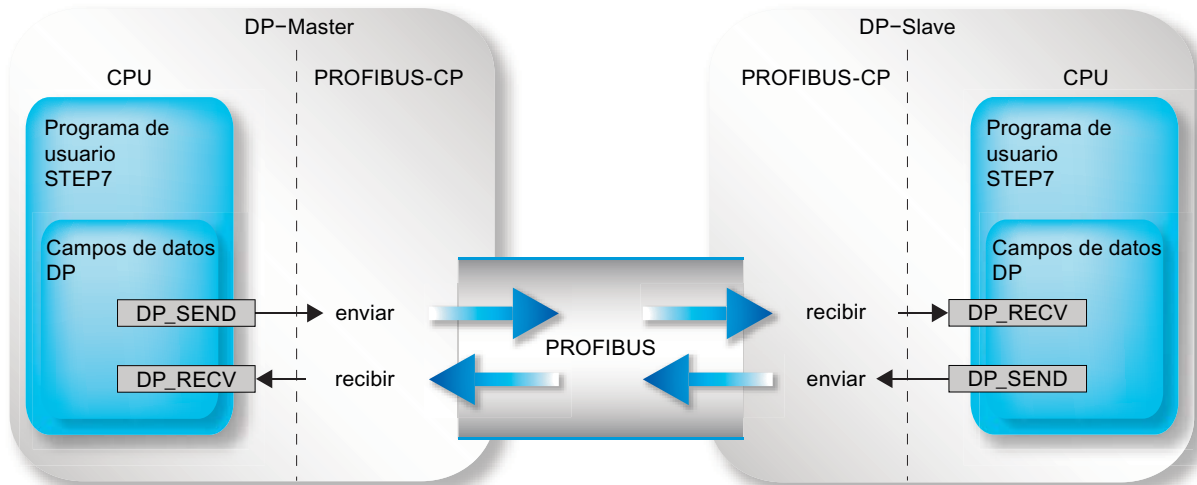 DP-Master
CPU
PROFIBUS-CP
Programa de
usuario
STEP7
Campos de datos
DP
DP_SEND
enviar
DP_RECV
recibir
PROFIBUS
DP-Slave
PROFIBUS-CP
CPU
Programa de
usuario
STEP7
Campos de datos
DP
recibir
DP_RECV
enviar
DP_SEND